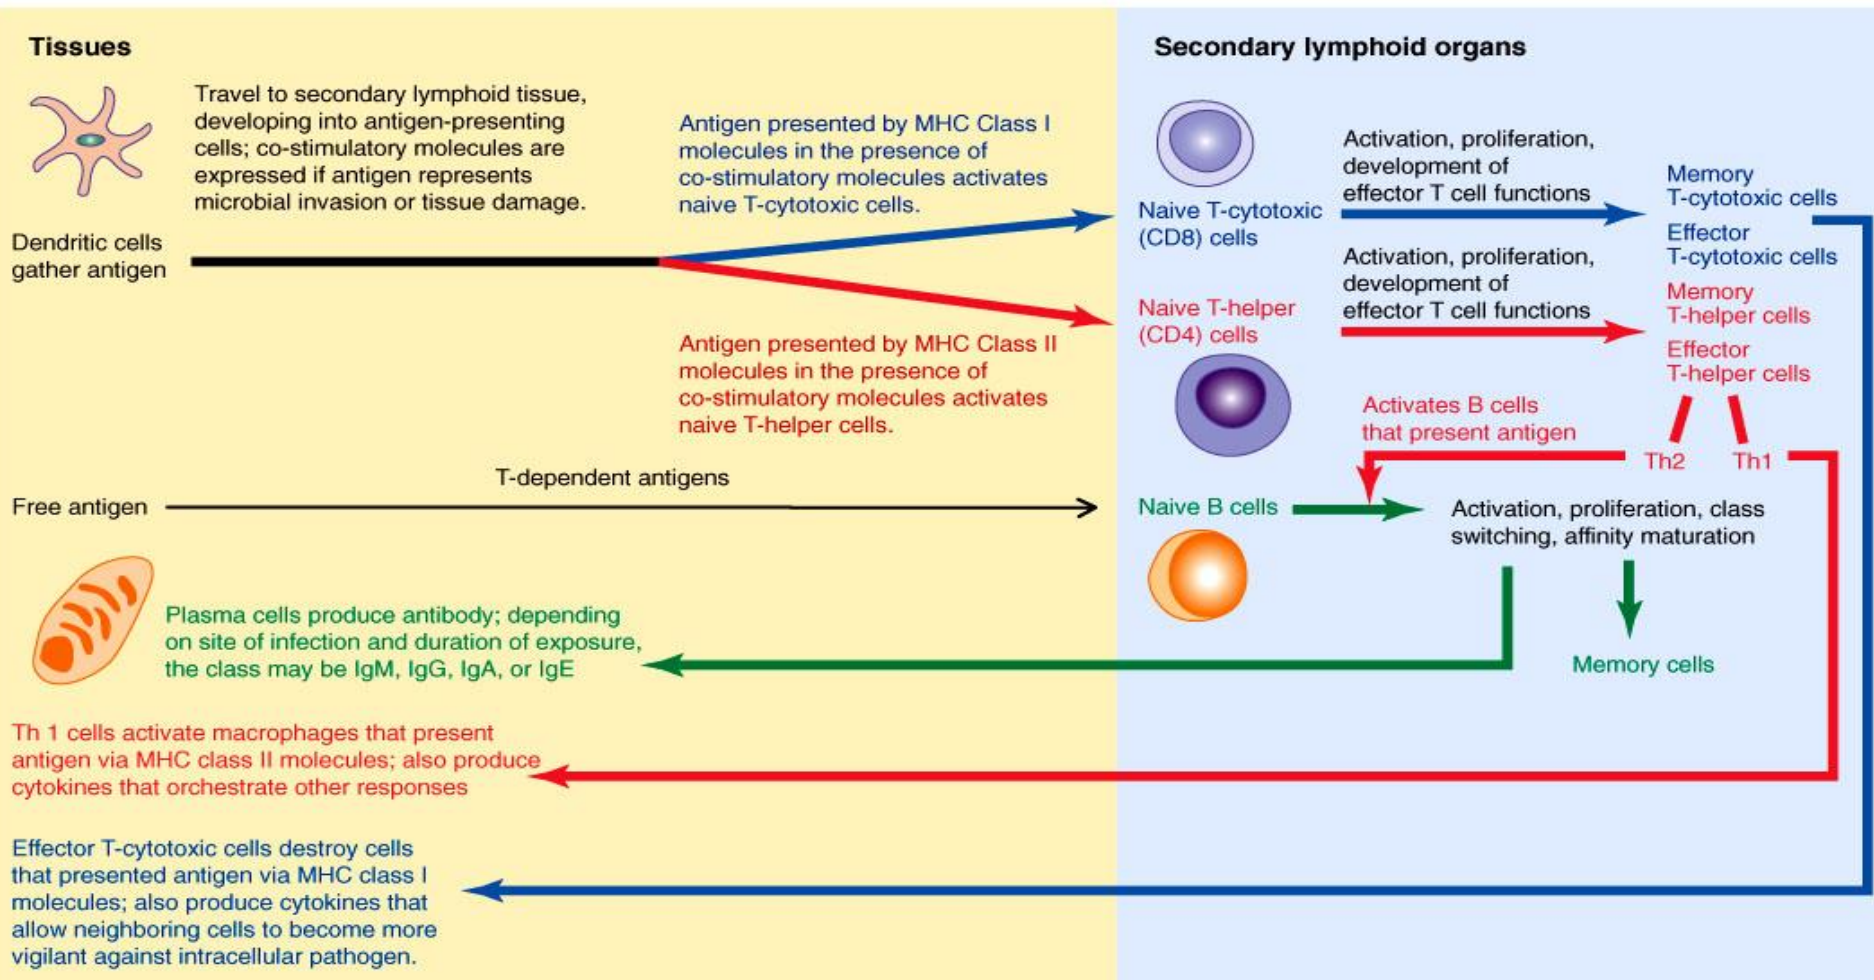 Tissues
Travel to secondary lymphoid tissue,
developing into antigen-presenting
cells; co-stimulatory molecules are
expressed if antigen represents
microbial invasion or tissue damage.
Dendritic cells
gather antigen
Antigen presented by MHC Class I
molecules in the presence of
co-stimulatory molecules activates
naive T-cytotoxic cells.
Antigen presented by MHC Class II
molecules in the presence of
co-stimulatory molecules activates
naive T-helper cells.
T-dependent antigens
Free antigen
Plasma cells produce antibody; depending
on site of infection and duration of exposure,
the class may be IgM, IgG, IgA, or IgE
Th 1 cells activate macrophages that present
antigen via MHC class II molecules; also produce
cytokines that orchestrate other responses
Effector T-cytotoxic cells destroy cells
that presented antigen via MHC class I
molecules; also produce cytokines that
allow neighboring cells to become more
vigilant against intracellular pathogen.
Secondary lymphoid organs
Activation, proliferation,
development of
effector T cell functions
Naive T-cytotoxic
(CD8) cells
Memory
T-cytotoxic cells
Effector
T-cytotoxic cells
Activation, proliferation,
development of
effector T cell functions
Naive T-helper
(CD4) cells
Memory
T-helper cells
Effector
T-helper cells
Activates B cells
that present antigen
Th2
Th1
Naive B cells
Activation, proliferation, class
switching, affinity maturation
Memory cells